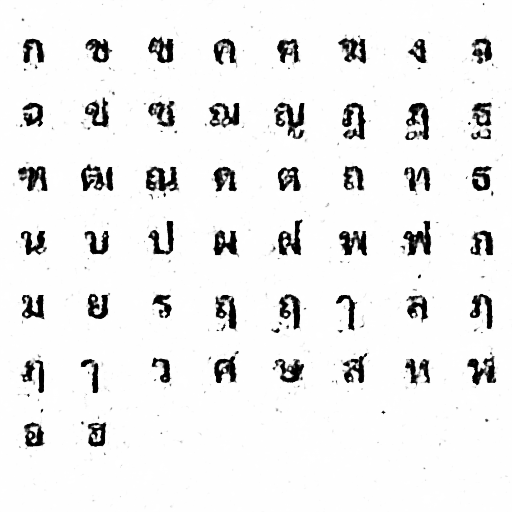 ก ข ฃ ค ฅ ฆ ง จ
ฉ ช ซ ฌ ญ ฎ ฏ ฐ
ฑ ฒ ณ ด ต ถ ท ธ
น บ ป ผ ฝ พ ฟ ภ
ม ย ร ฤ ฤ ๅ ล ฦ
ฦ ๅ ว ศ ษ ส ห ฬ
อ ฮ